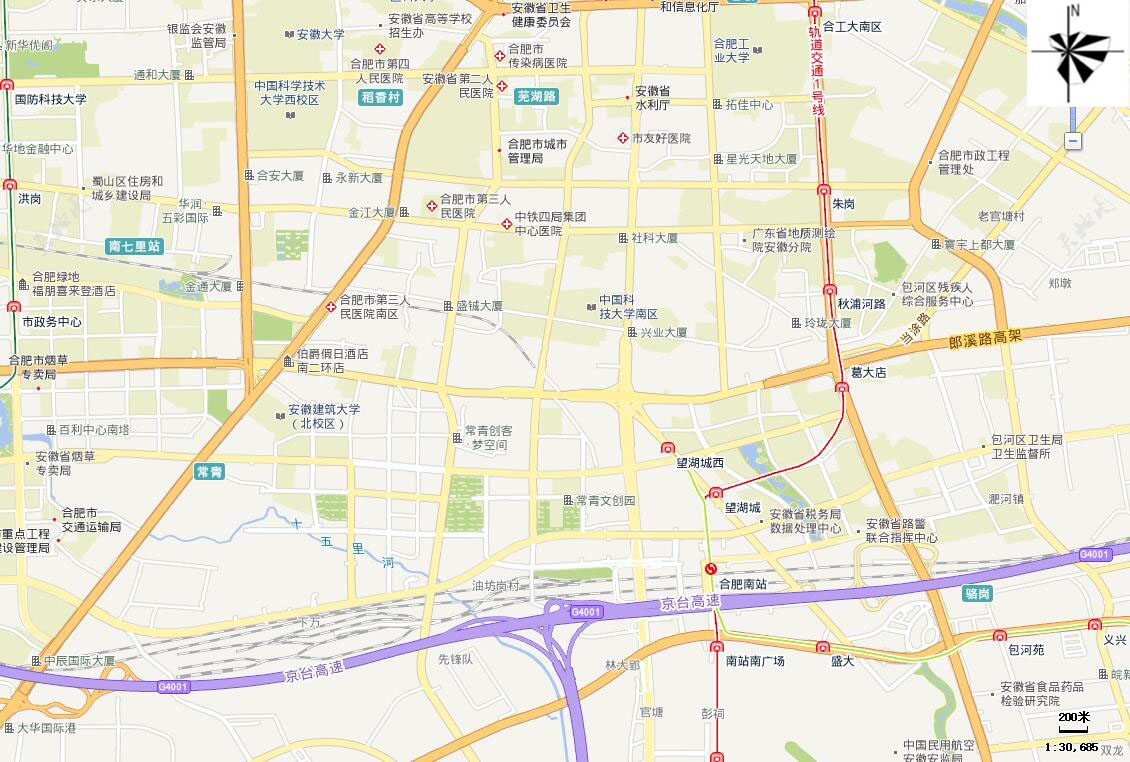 安徽省卫生
健康委员会
和信息化厅
N
银监会安徽
监管局
安徽大学
安徽省高等学校
招生办
合肥市
传染病医院
合肥工
业大学
合工大南区
轨道交通1号线
新华优阁
通和大厦
合肥市第四
人民医院
安徽省第二人
民医院
国防科技大学
中国科学技术
大学西校区
稻香村
芜湖路
安徽省
水利厅
拓佳中心
华地金融中心
合肥市城市
管理局
市友好医院
星光天地大厦
合肥市政工程
管理处
洪岗
蜀山区住房和
城乡建设局
合安大厦
永新大厦
朱岗
华润
五彩国际
金江大厦
合肥市第三人
民医院
中铁四局集团
中心医院
老官塘村
南七里站
社科大厦
广东省地质测绘
院安徽分院
寰宇上都大厦
合肥绿地
福朋喜来登酒店
金通大厦
郑墩
包河区残疾人
综合服务中心
市政务中心
合肥市第三人
民医院南区
盛铖大厦
中国科
技大学南区
秋浦河路
玲珑大厦
兴业大厦
当涂路
郎溪路高架
合肥市烟草
专卖局
伯爵假日酒店
南二环店
葛大店
安徽建筑大学
（北校区）
百利中心南塔
常青创客
·梦空间
包河区卫生局
卫生监督所
安徽省烟草
专卖局
常青
望湖城西
望湖城
常青文创园
淝河镇
合肥市
交通运输局
十五里河
安徽省税务局
数据处理中心
安徽省路警
联合指挥中心
市重点工程
建设管理局
G4001
油坊岗村
合肥南站
骆岗
京台高速
G4001
卞万
义兴
中辰国际大厦
京台高速
G4001
先锋队
林大郢
南站南广场
盛大
包河苑
皖新
安徽省食品药品
检验研究院
大华国际港
官塘
彭祠
200米
中国民用航空
安徽安监局
1:30,685
双龙